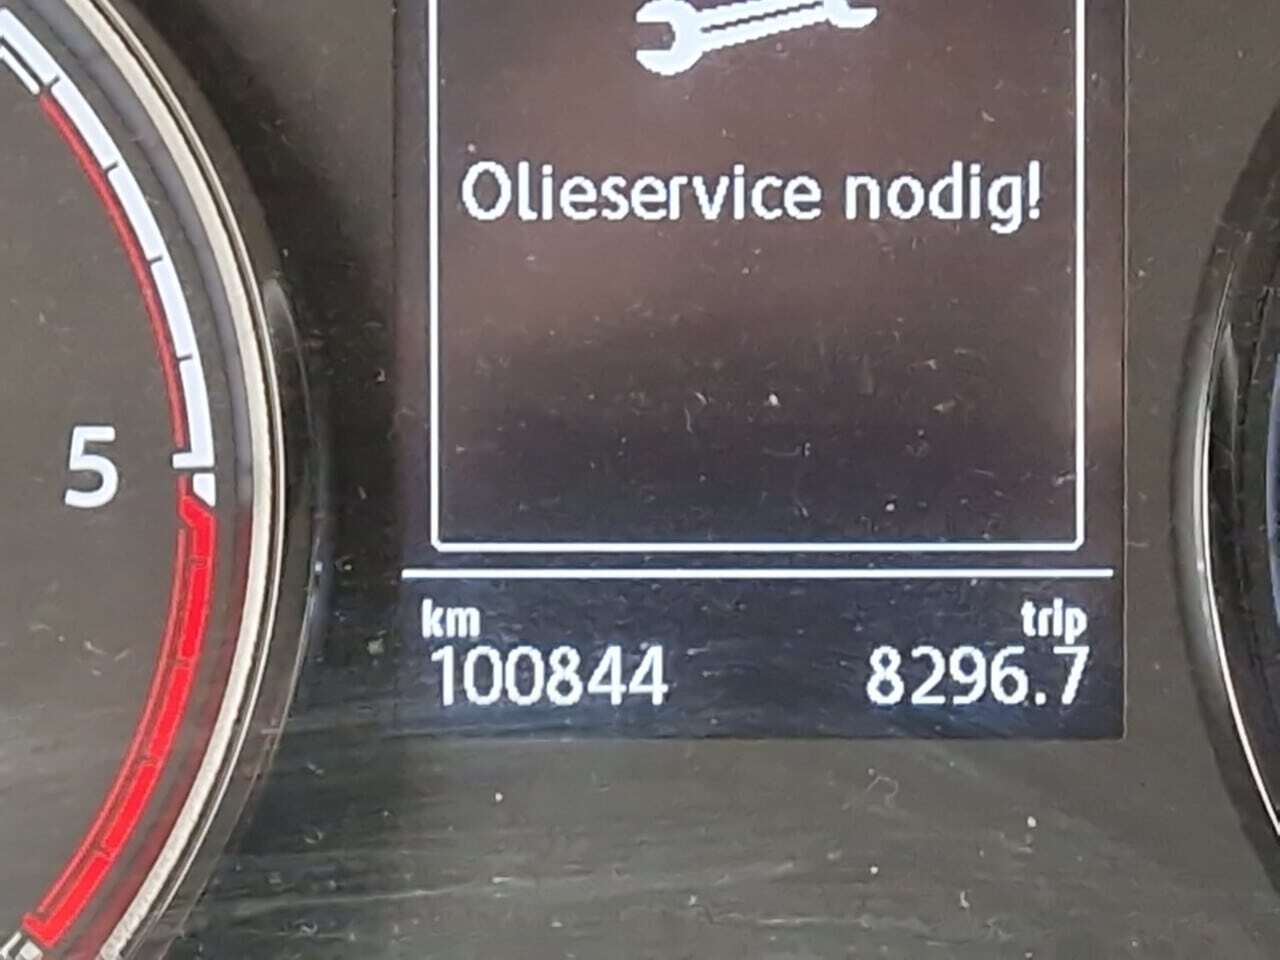 Olieservice nodig!
5
km trip
100844 8296.7